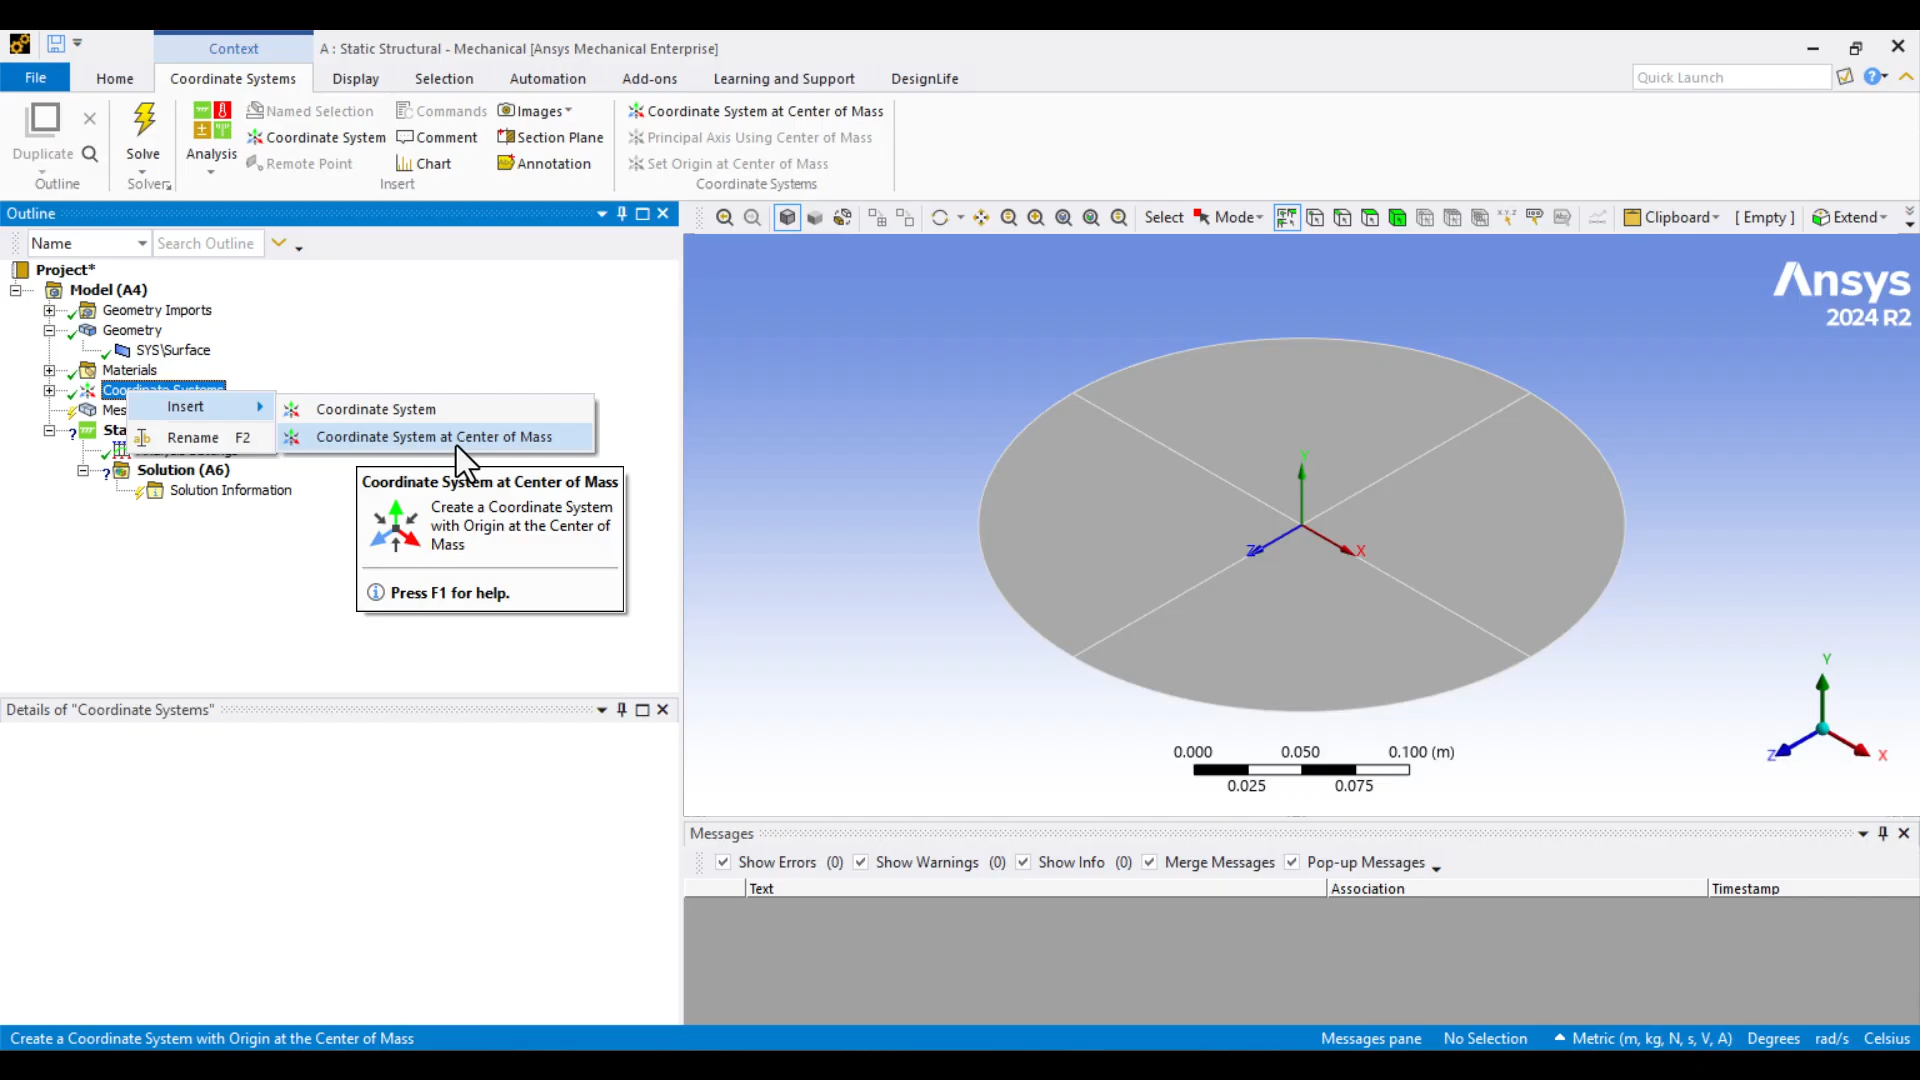 Context
A : Static Structural - Mechanical [Ansys Mechanical Enterprise]
File
Home
Coordinate Systems
Display
Selection
Automation
Add-ons
Learning and Support
DesignLife
Quick Launch
Duplicate
Outline
Solve
Solver
Analysis
Named Selection
Commands
Images
Coordinate System
Comment
Section Plane
Remote Point
Chart
Annotation
Insert
Coordinate System at Center of Mass
Principal Axis Using Center of Mass
Set Origin at Center of Mass
Coordinate Systems
Outline
Name
Search Outline
Select
Mode
Clipboard
[ Empty ]
Extend
Project*
Model (A4)
Geometry Imports
Geometry
SYS\Surface
Materials
Coordinate Systems
Mes
Sta
Solution (A6)
Solution Information
Insert
Rename F2
Coordinate System
Coordinate System at Center of Mass
Coordinate System at Center of Mass
Create a Coordinate System
with Origin at the Center of
Mass
Press F1 for help.
Ansys
2024 R2
Y
Z
X
Y
Z
X
0.000
0.050
0.100 (m)
0.025
0.075
Details of "Coordinate Systems"
Messages
Show Errors (0)
Show Warnings (0)
Show Info (0)
Merge Messages
Pop-up Messages
Text
Association
Timestamp
Create a Coordinate System with Origin at the Center of Mass
Messages pane
No Selection
Metric (m, kg, N, s, V, A)
Degrees
rad/s
Celsius